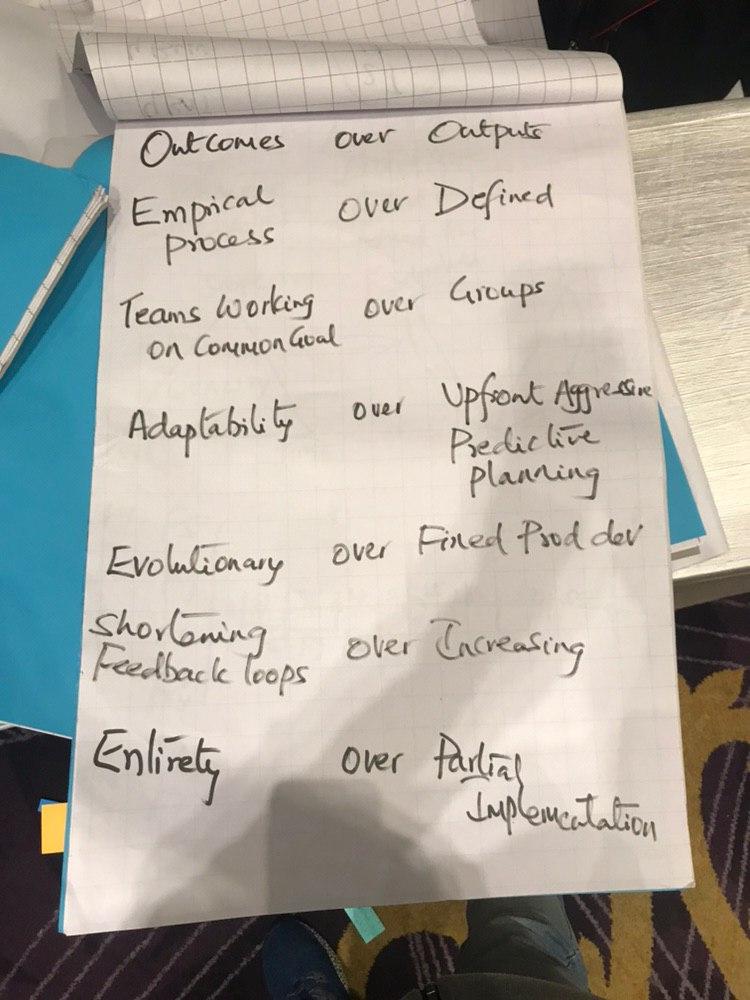 Outcomes over Outputs
Emprical over Defined
process
Teams Working over Groups
on Common Goal
Adaptability over Upfront Aggressive
Predictive
planning
Evolutionary over Fixed Prod dev
Shortening
Feedback loops over Increasing
Entirety over Partial
Implementation